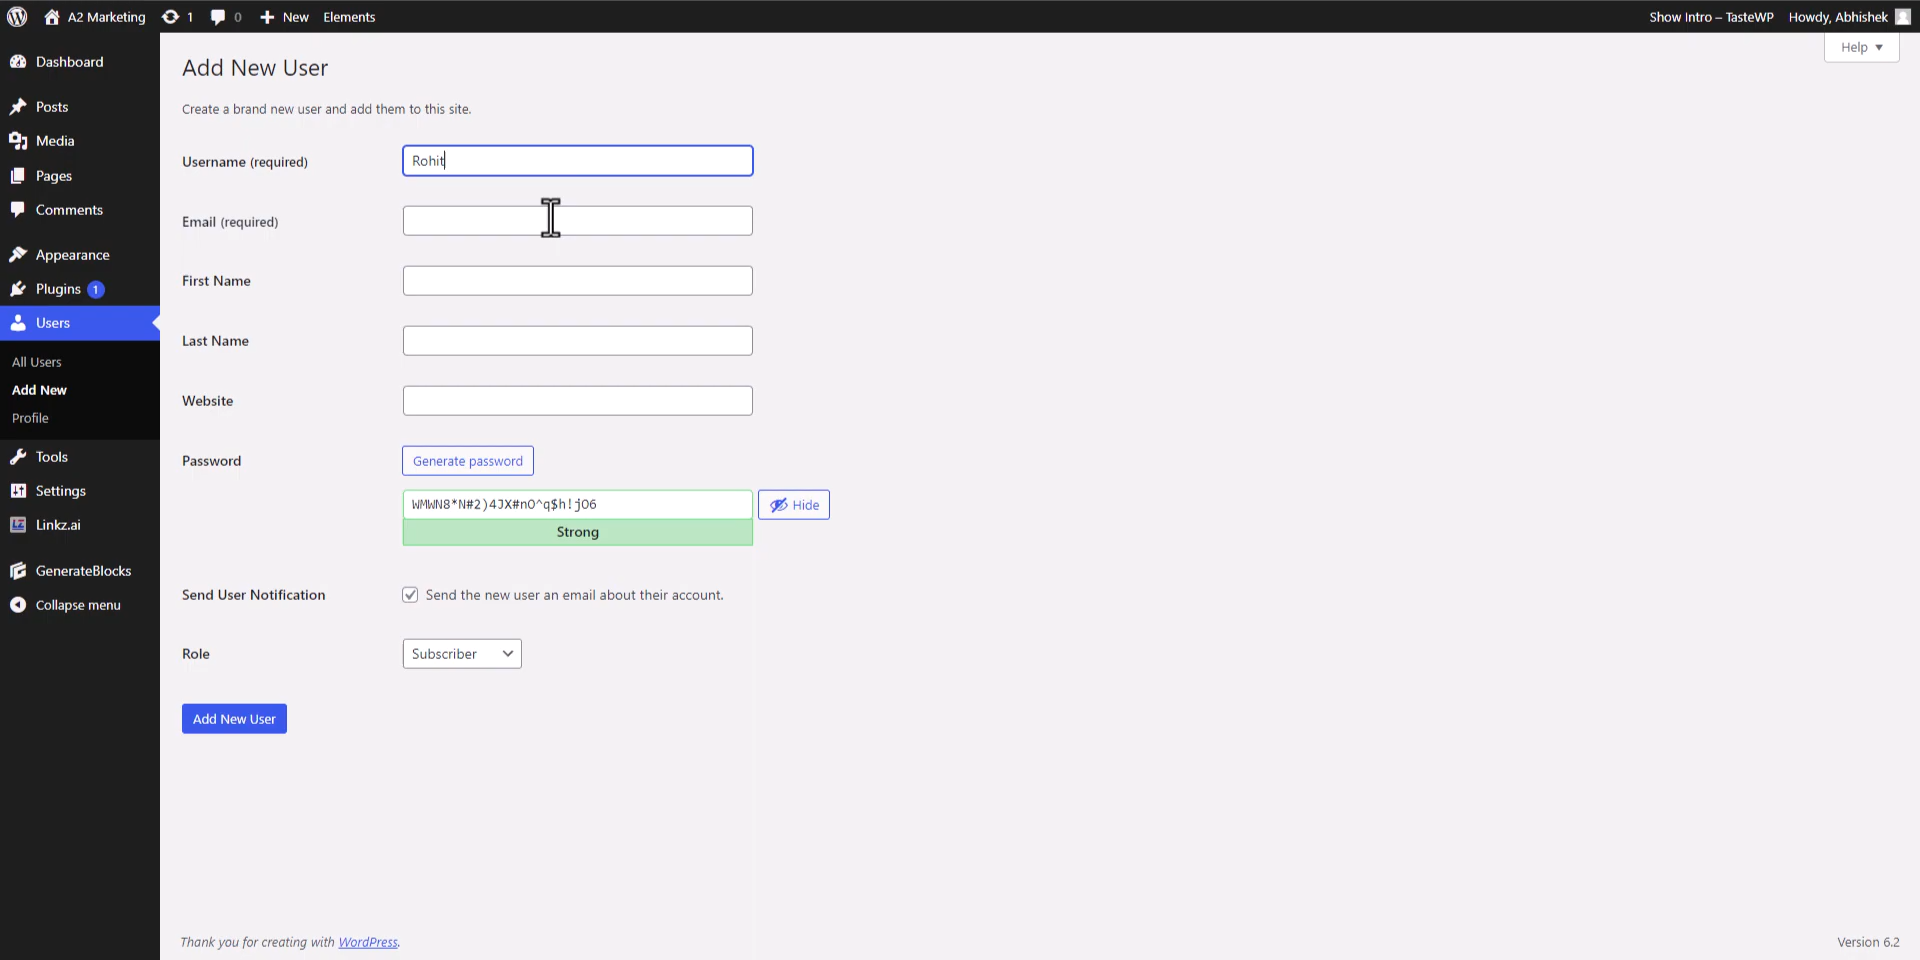 A2 Marketing 1 0 New Elements Show Intro – TasteWP Howdy, Abhishek
Help
Dashboard
Posts
Media
Pages
Comments
Appearance
Plugins 1
Users
All Users
Add New
Profile
Tools
Settings
LZ Linkz.ai
GenerateBlocks
Collapse menu
Add New User
Create a brand new user and add them to this site.
Username (required) Rohit
Email (required)
First Name
Last Name
Website
Password Generate password
WMWN8*N#2)4JX#nO^q$h!jO6 Hide
Strong
Send User Notification Send the new user an email about their account.
Role Subscriber
Add New User
Thank you for creating with WordPress. Version 6.2